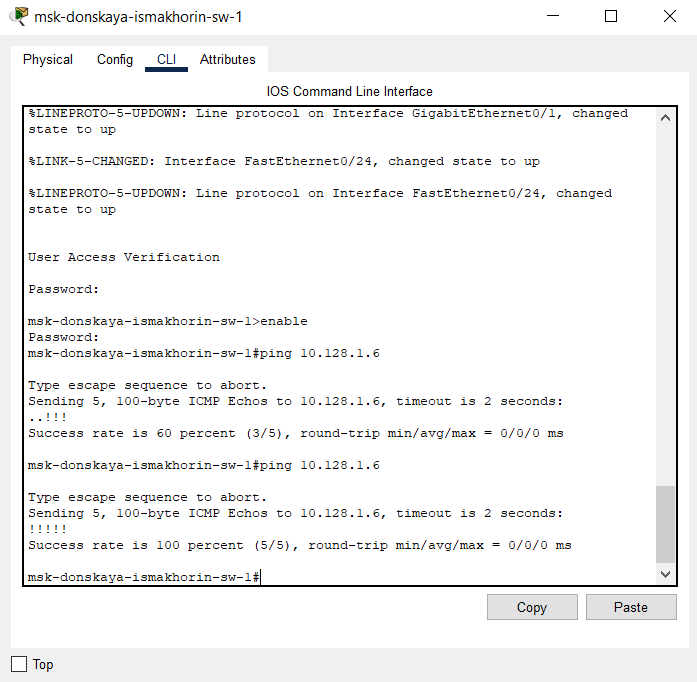 msk-donskaya-ismakhorin-sw-1
Physical Config CLI Attributes
IOS Command Line Interface
%LINEPROTO-5-UPDOWN: Line protocol on Interface GigabitEthernet0/1, changed
state to up
%LINK-5-CHANGED: Interface FastEthernet0/24, changed state to up
%LINEPROTO-5-UPDOWN: Line protocol on Interface FastEthernet0/24, changed
state to up
User Access Verification
Password:
msk-donskaya-ismakhorin-sw-1>enable
Password:
msk-donskaya-ismakhorin-sw-1#ping 10.128.1.6
Type escape sequence to abort.
Sending 5, 100-byte ICMP Echos to 10.128.1.6, timeout is 2 seconds:
..!!!
Success rate is 60 percent (3/5), round-trip min/avg/max = 0/0/0 ms
msk-donskaya-ismakhorin-sw-1#ping 10.128.1.6
Type escape sequence to abort.
Sending 5, 100-byte ICMP Echos to 10.128.1.6, timeout is 2 seconds:
!!!!!
Success rate is 100 percent (5/5), round-trip min/avg/max = 0/0/0 ms
msk-donskaya-ismakhorin-sw-1#
Copy Paste
Top